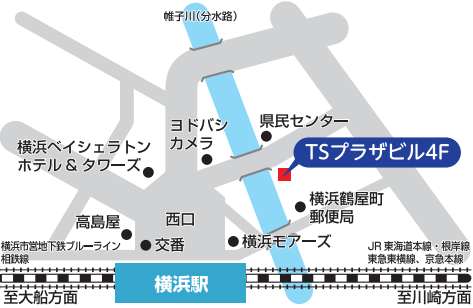 帷子川(分水路)
県民センター
ヨドバシ
カメラ
TSプラザビル4F
横浜ベイシェラトン
ホテル & タワーズ
横浜鶴屋町
郵便局
西口
高島屋
交番
横浜モアーズ
横浜市営地下鉄ブルーライン
相鉄線
JR 東海道本線・根岸線
東急東横線、京急本線
横浜駅
至大船方面
至川崎方面